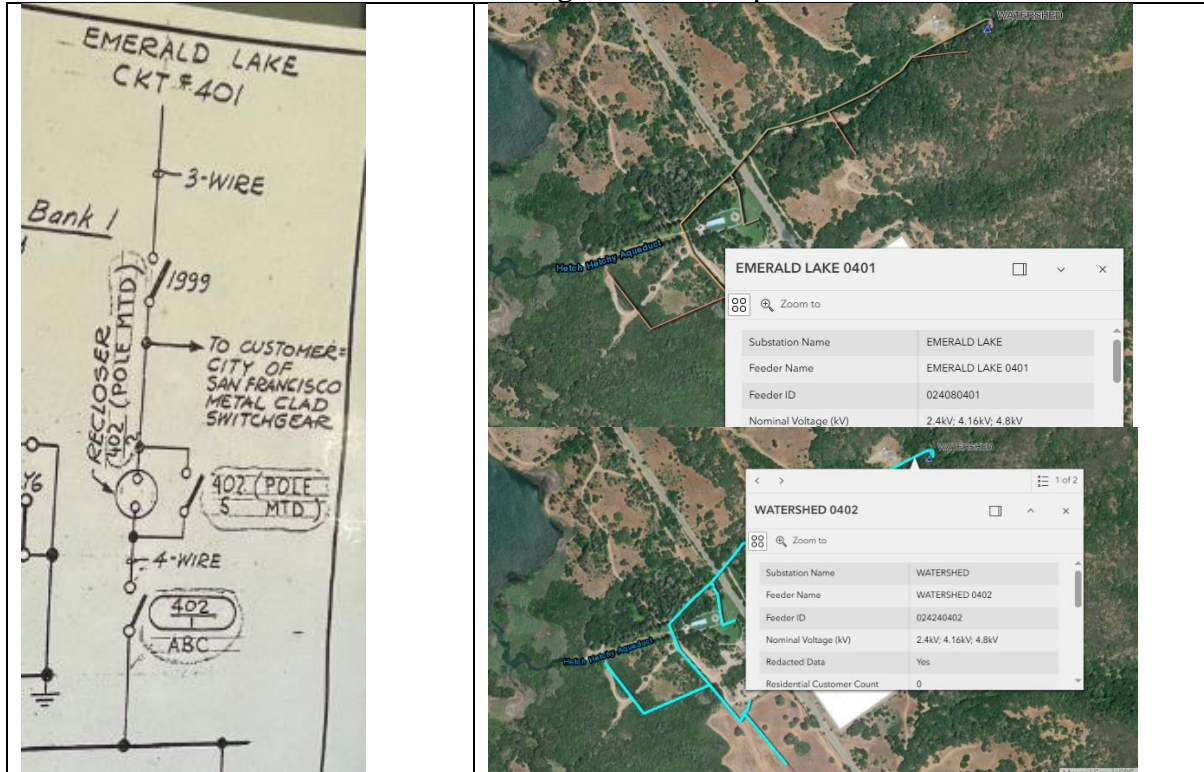 EMERALD LAKE
CKT # 401
3-WIRE
Bank 1
1999
TO CUSTOMER=
CITY OF
SAN FRANCISCO
METAL CLAD
SWITCHGEAR
RECLOSER
402 (POLE MTD)
2
Y6
402 (POLE
5 MTD)
4-WIRE
402
1
ABC
WATERSHED
Hetch Hetchy Aqueduct
EMERALD LAKE 0401
Zoom to
Substation Name EMERALD LAKE
Feeder Name EMERALD LAKE 0401
Feeder ID 024080401
Nominal Voltage (kV) 2.4kV; 4.16kV; 4.8kV
WATERSHED
Hetch Hetchy Aqueduct
1 of 2
WATERSHED 0402
Zoom to
Substation Name WATERSHED
Feeder Name WATERSHED 0402
Feeder ID 024240402
Nominal Voltage (kV) 2.4kV; 4.16kV; 4.8kV
Redacted Data Yes
Residential Customer Count 0